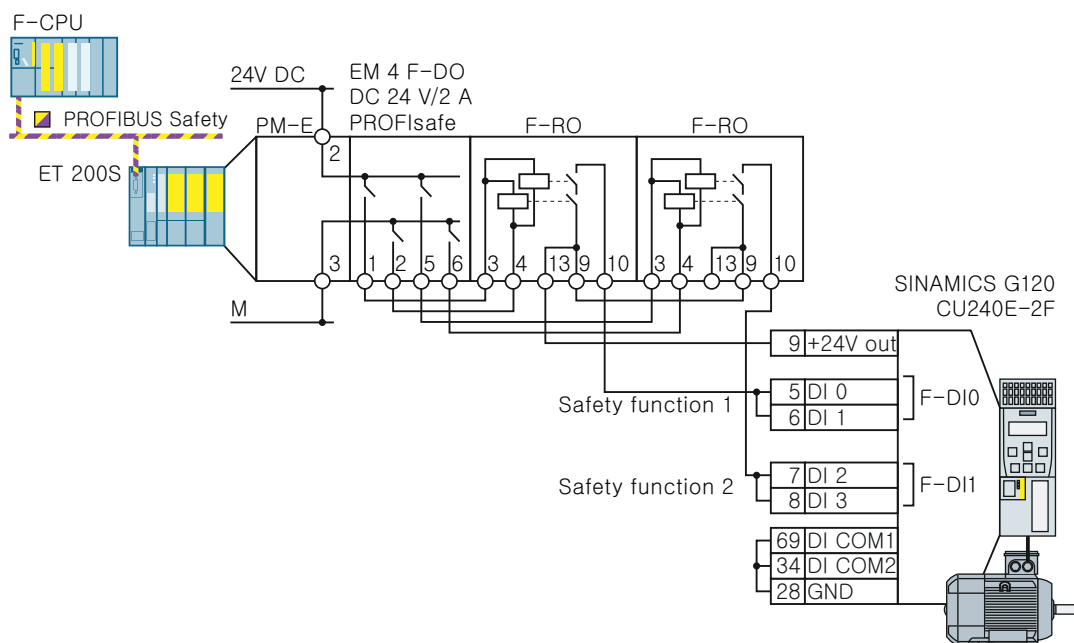 F-CPU
PROFIBUS Safety
ET 200S
24V DC
PM-E
EM 4 F-DO
DC 24 V/2 A
PROFIsafe
F-RO
F-RO
2
3
1
2
5
6
3
4
13
9
10
3
4
13
9
10
M
SINAMICS G120
CU240E-2F
9 +24V out
Safety function 1
5 DI 0
6 DI 1
F-DI0
Safety function 2
7 DI 2
8 DI 3
F-DI1
69 DI COM1
34 DI COM2
28 GND